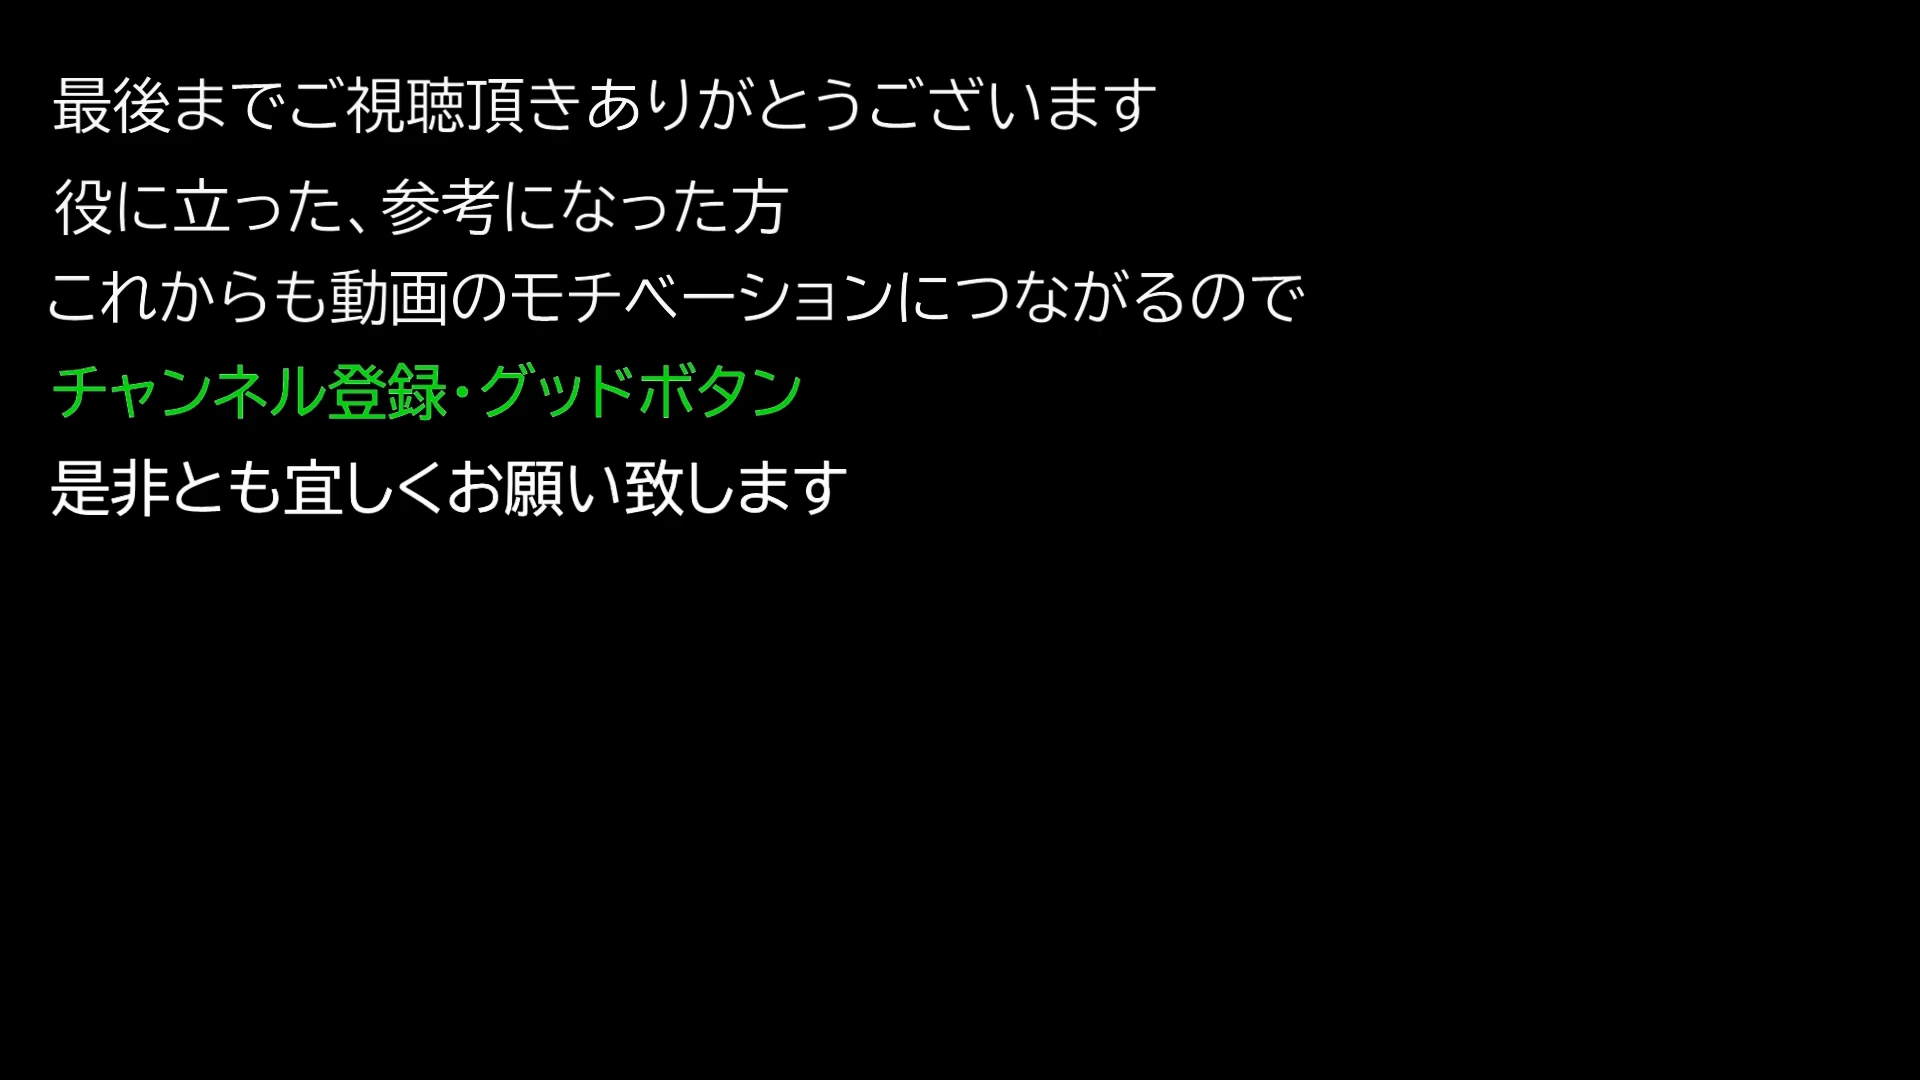 最後までご視聴頂きありがとうございます
役に立った、参考になった方
これからも動画のモチベーションにつながるので
チャンネル登録・グッドボタン
是非とも宜しくお願い致します